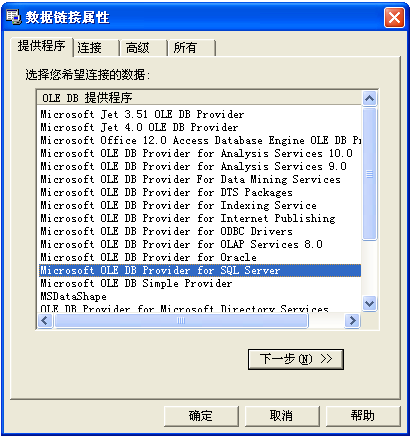 数据链接属性
提供程序 连接 高级 所有
选择您希望连接的数据:
OLE DB 提供程序
Microsoft Jet 3.51 OLE DB Provider
Microsoft Jet 4.0 OLE DB Provider
Microsoft Office 12.0 Access Database Engine OLE DB Pr
Microsoft OLE DB Provider for Analysis Services 10.0
Microsoft OLE DB Provider for Analysis Services 9.0
Microsoft OLE DB Provider For Data Mining Services
Microsoft OLE DB Provider for DTS Packages
Microsoft OLE DB Provider for Indexing Service
Microsoft OLE DB Provider for Internet Publishing
Microsoft OLE DB Provider for ODBC Drivers
Microsoft OLE DB Provider for OLAP Services 8.0
Microsoft OLE DB Provider for Oracle
Microsoft OLE DB Provider for SQL Server
Microsoft OLE DB Simple Provider
MSDataShape
OLE DB Provider for Microsoft Directory Services
下一步(N) >>
确定 取消 帮助